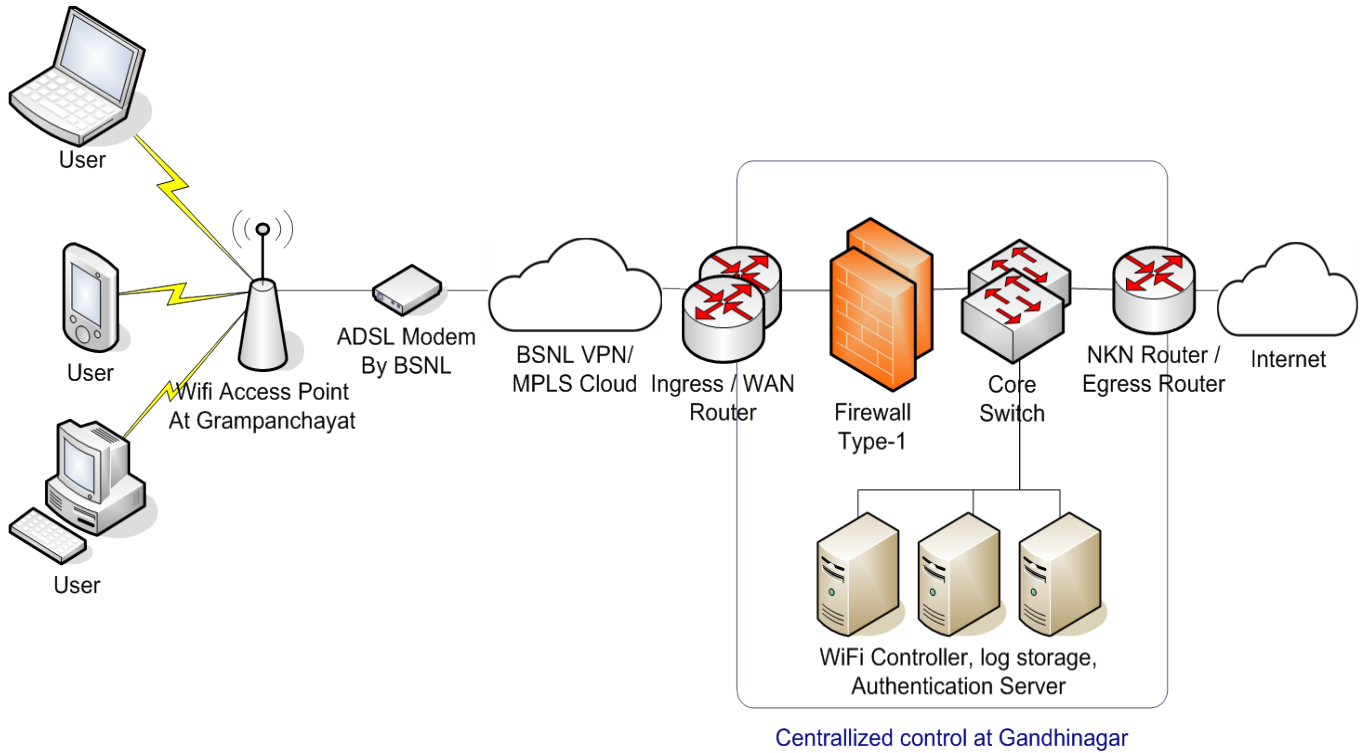 User
User
User
Wifi Access Point
At Grampanchayat
ADSL Modem
By BSNL
BSNL VPN/
MPLS Cloud
Ingress / WAN
Router
Firewall
Type-1
Core
Switch
NKN Router /
Egress Router
Internet
WiFi Controller, log storage,
Authentication Server
Centrallized control at Gandhinagar